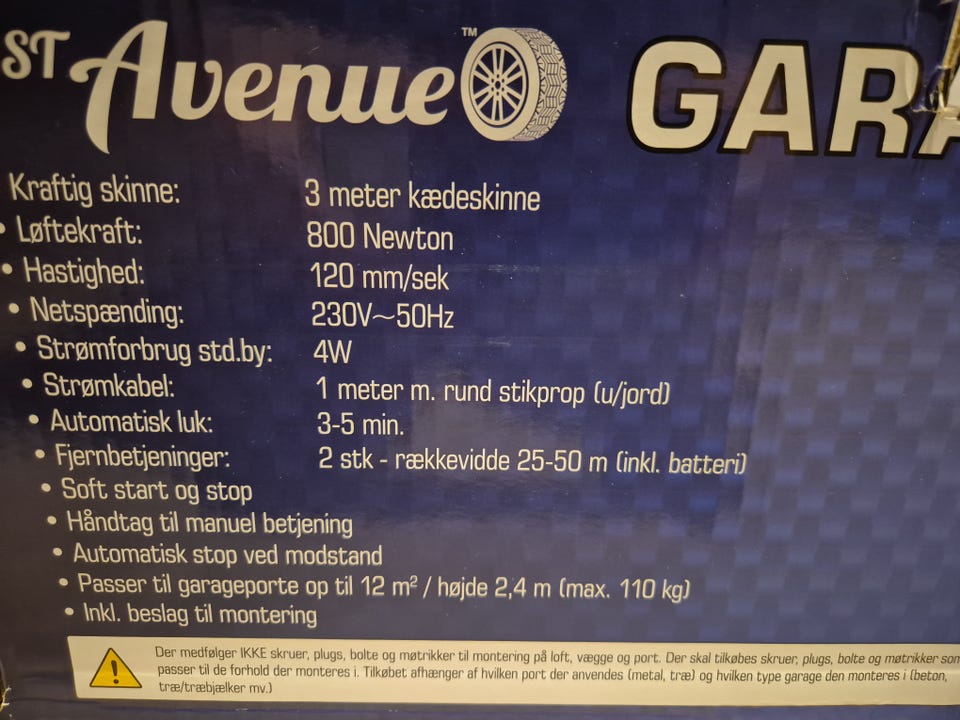 ST Avenue™ GARA
Kraftig skinne: 3 meter kædeskinne
• Løftekraft: 800 Newton
• Hastighed: 120 mm/sek
• Netspænding: 230V~50Hz
• Strømforbrug std.by: 4W
• Strømkabel: 1 meter m. rund stikprop (u/jord)
• Automatisk luk: 3-5 min.
• Fjernbetjeninger: 2 stk - rækkevidde 25-50 m (inkl. batteri)
• Soft start og stop
• Håndtag til manuel betjening
• Automatisk stop ved modstand
• Passer til garageporte op til 12 m² / højde 2,4 m (max. 110 kg)
• Inkl. beslag til montering
Der medfølger IKKE skruer, plugs, bolte og møtrikker til montering på loft, vægge og port. Der skal tilkøbes skruer, plugs, bolte og møtrikker som
passer til de forhold der monteres i. Tilkøbet afhænger af hvilken port der anvendes (metal, træ) og hvilken type garage den monteres i (beton,
træ/træbjælker mv.)